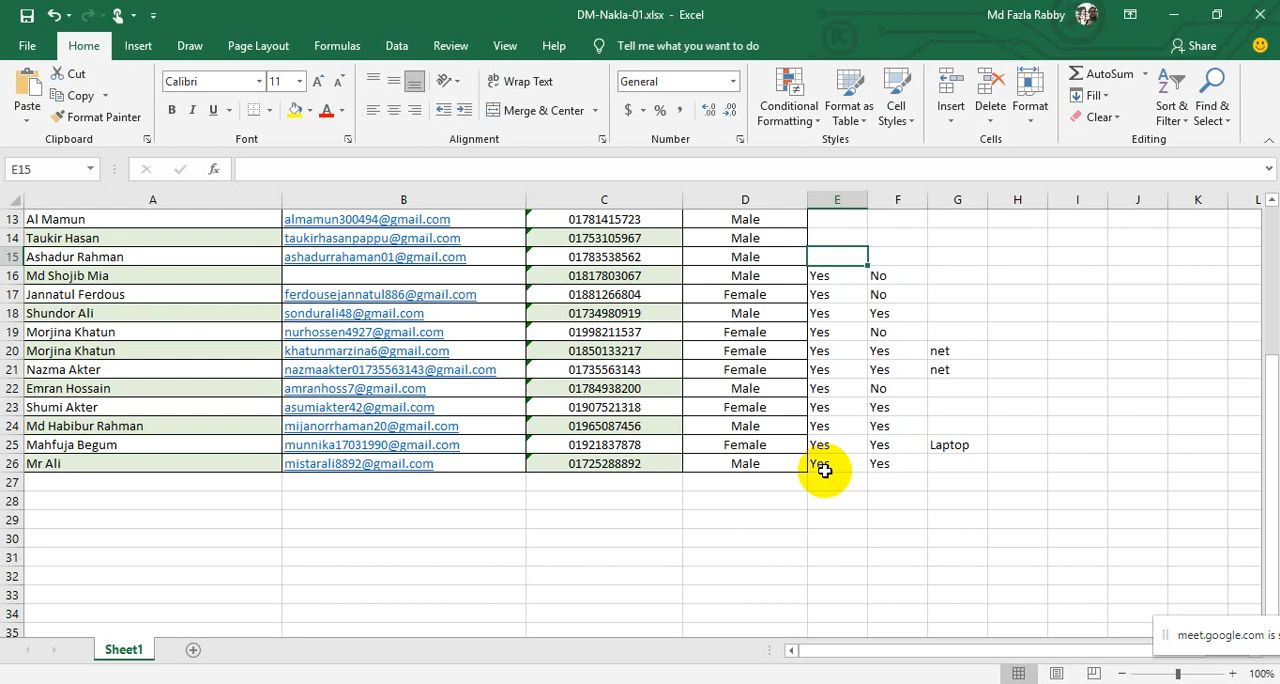 DM-Nakla-01.xlsx - Excel
Md Fazla Rabby
File Home Insert Draw Page Layout Formulas Data Review View Help Tell me what you want to do Share
Paste
Cut
Copy
Format Painter
Clipboard
Calibri 11
B I U
Font
Wrap Text
Merge & Center
Alignment
General
$ % ,
Number
Conditional Formatting
Format as Table
Cell Styles
Styles
Insert
Delete
Format
Cells
AutoSum
Fill
Clear
Sort & Filter
Find & Select
Editing
E15 fx
A B C D E F G H I J K L
13 Al Mamun almamun300494@gmail.com 01781415723 Male
14 Taukir Hasan taukirhasanpappu@gmail.com 01753105967 Male
15 Ashadur Rahman ashadurrahaman01@gmail.com 01783538562 Male
16 Md Shojib Mia 01817803067 Male Yes No
17 Jannatul Ferdous ferdousejannatul886@gmail.com 01881266804 Female Yes No
18 Shundor Ali sondurali48@gmail.com 01734980919 Male Yes Yes
19 Morjina Khatun nurhossen4927@gmail.com 01998211537 Female Yes No
20 Morjina Khatun khatunmarzina6@gmail.com 01850133217 Female Yes Yes net
21 Nazma Akter nazmaakter01735563143@gmail.com 01735563143 Female Yes Yes net
22 Emran Hossain amranhoss7@gmail.com 01784938200 Male Yes No
23 Shumi Akter asumiakter42@gmail.com 01907521318 Female Yes Yes
24 Md Habibur Rahman mijanorrhaman20@gmail.com 01965087456 Male Yes Yes
25 Mahfuja Begum munnika17031990@gmail.com 01921837878 Female Yes Yes Laptop
26 Mr Ali mistarali8892@gmail.com 01725288892 Male Yes Yes
27
28
29
30
31
32
33
34
35
meet.google.com is s
Sheet1
100%